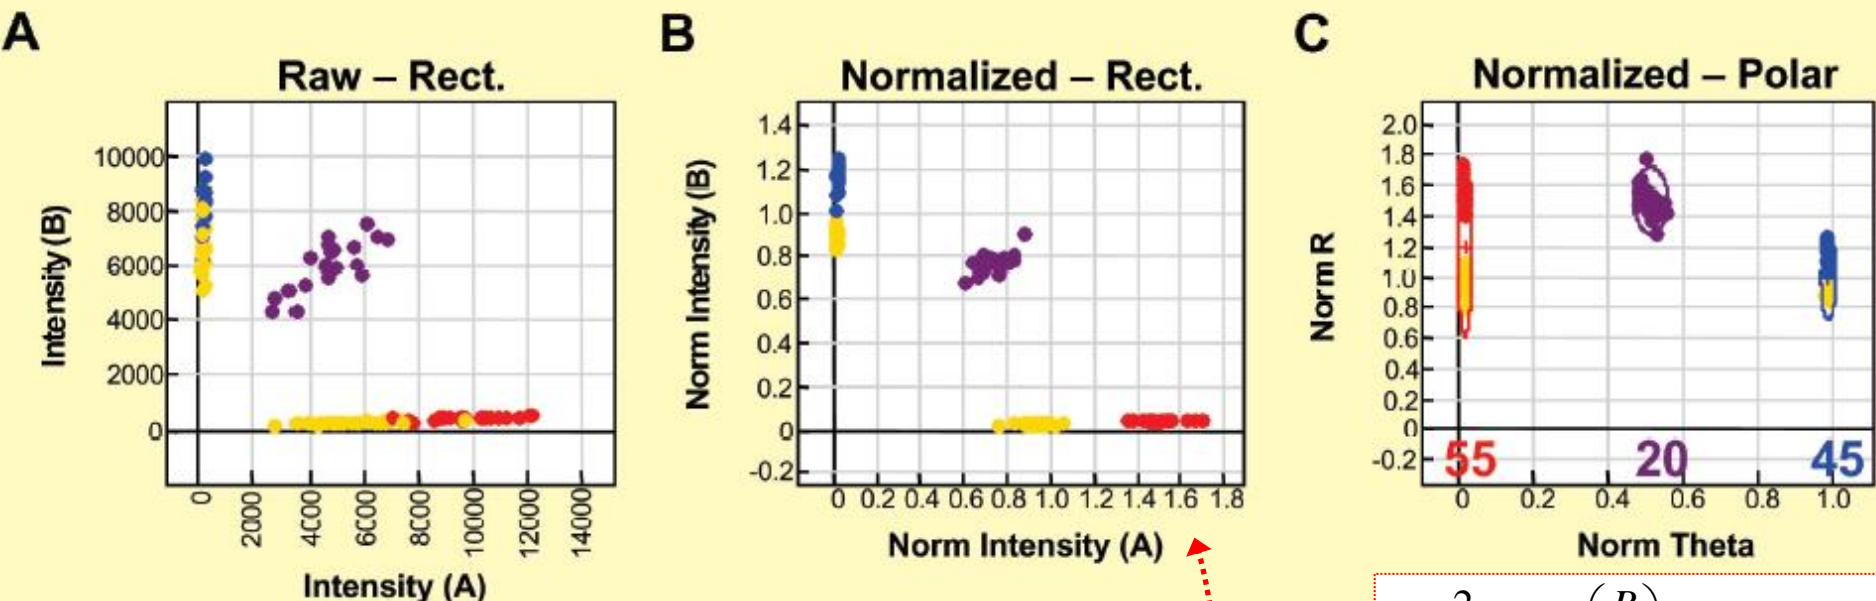 A
Raw – Rect.
Intensity (B)
10000
8000
6000
4000
2000
0
0 2000 4000 6000 8000 10000 12000 14000
Intensity (A)
B
Normalized – Rect.
Norm Intensity (B)
1.4
1.2
1.0
0.8
0.6
0.4
0.2
0
-0.2
0 0.2 0.4 0.6 0.8 1.0 1.2 1.4 1.6 1.8
Norm Intensity (A)
C
Normalized – Polar
Norm R
2.0
1.8
1.6
1.4
1.2
1.0
0.8
0.6
0.4
0.2
0
-0.2
55 20 45
0 0.2 0.4 0.6 0.8 1.0
Norm Theta